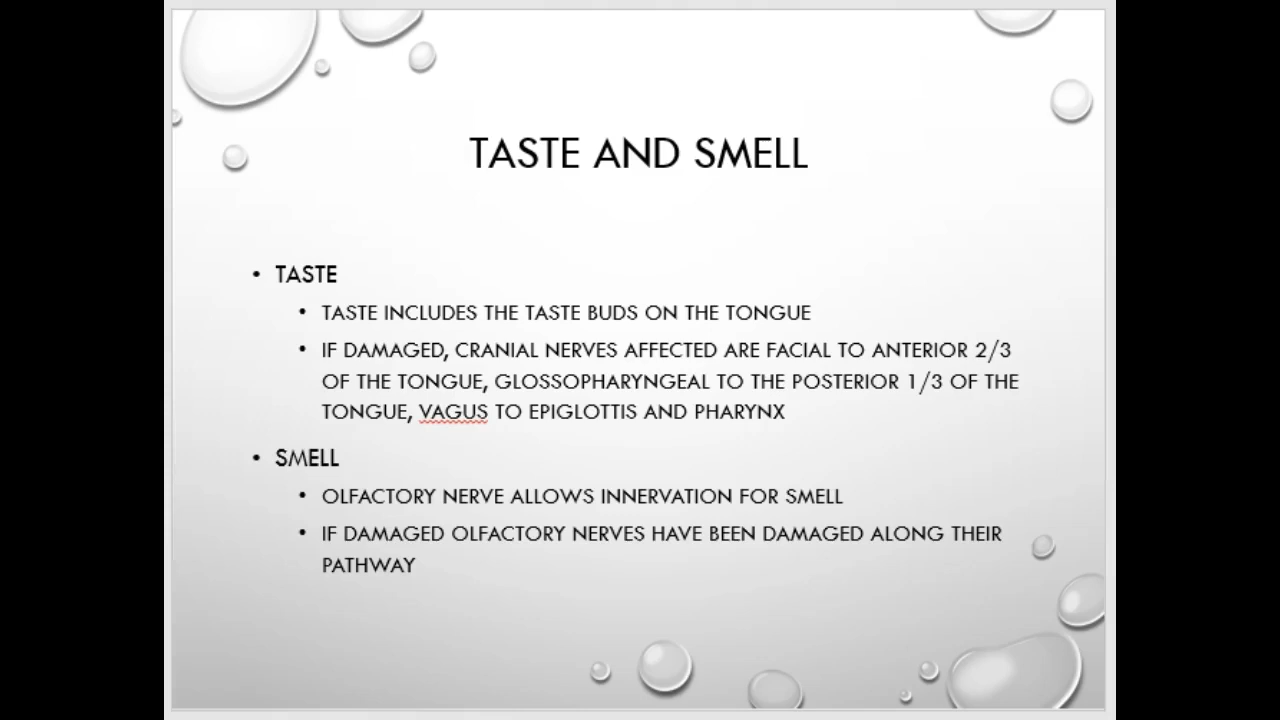 TASTE AND SMELL
• TASTE
• TASTE INCLUDES THE TASTE BUDS ON THE TONGUE
• IF DAMAGED, CRANIAL NERVES AFFECTED ARE FACIAL TO ANTERIOR 2/3
OF THE TONGUE, GLOSSOPHARYNGEAL TO THE POSTERIOR 1/3 OF THE
TONGUE, VAGUS TO EPIGLOTTIS AND PHARYNX
• SMELL
• OLFACTORY NERVE ALLOWS INNERVATION FOR SMELL
• IF DAMAGED OLFACTORY NERVES HAVE BEEN DAMAGED ALONG THEIR
PATHWAY